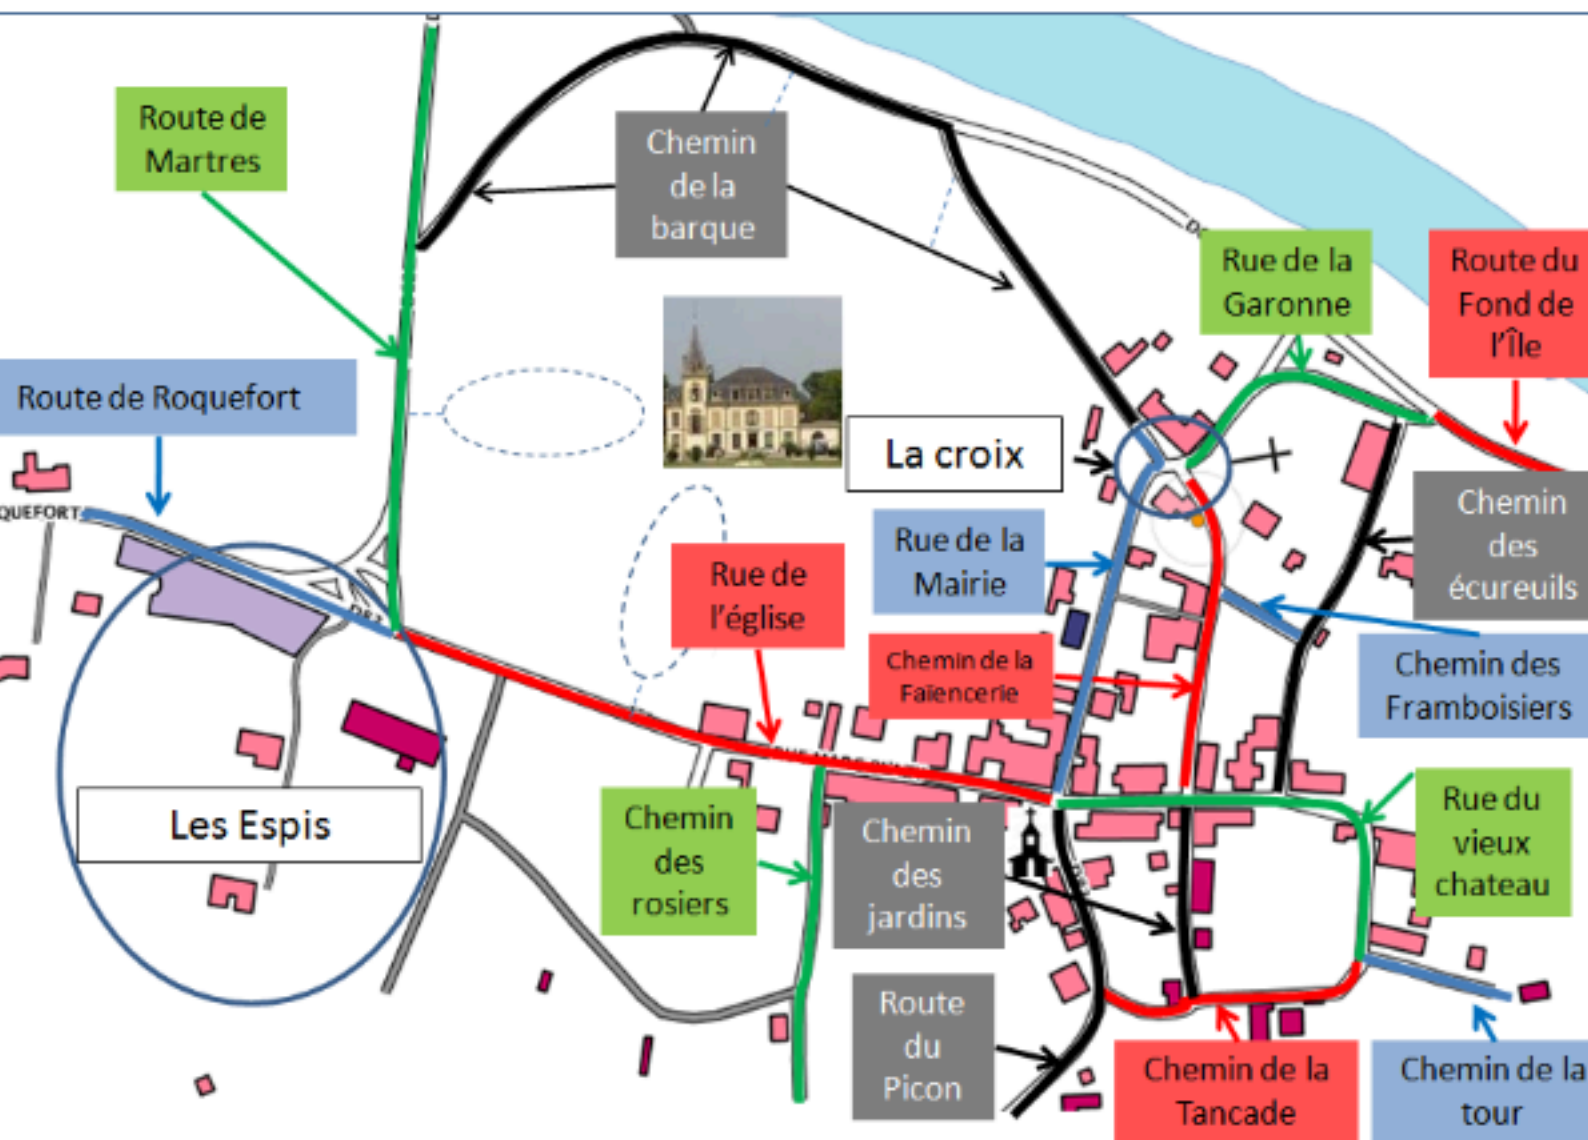 Route de
Martres
Chemin
de la
barque
Rue de la
Garonne
Route du
Fond de
l'Île
Route de Roquefort
La croix
QUEFORT
Chemin
des
écureuils
Rue de la
Mairie
Rue de
l'église
Chemin de la
Faïencerie
Chemin des
Framboisiers
Les Espis
Chemin
des
rosiers
Chemin
des
jardins
Rue du
vieux
chateau
Route
du
Picon
Chemin de la
Tancade
Chemin de la
tour